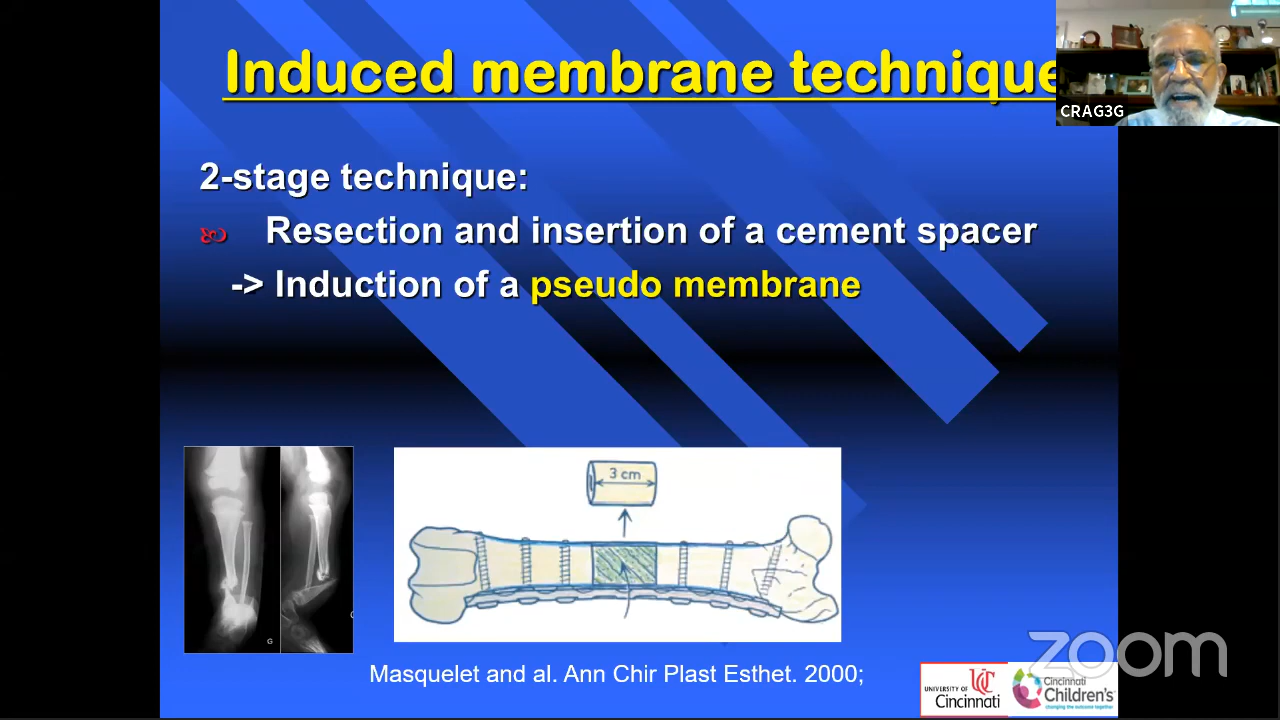 Induced membrane technique
CRAG3G
2-stage technique:
Resection and insertion of a cement spacer
-> Induction of a pseudo membrane
3 cm
G
Masquelet and al. Ann Chir Plast Esthet. 2000;
zoom
UNIVERSITY OF
Cincinnati
Cincinnati
Children's
changing the outcome together